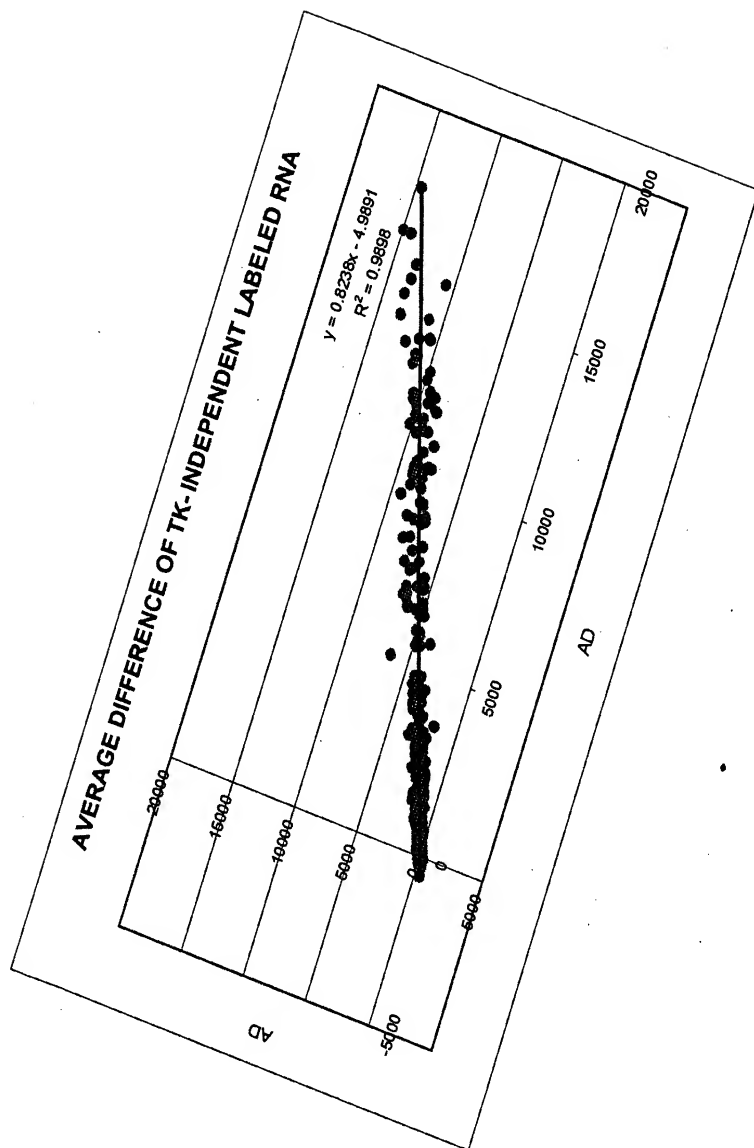 AVERAGE DIFFERENCE OF TK- INDEPENDENT LABELED RNA
y = 0.8238x - 4.9891
R² = 0.9898
20000
15000
10000
5000
0
5000
AD
-5000
0
5000
10000
15000
20000
AD